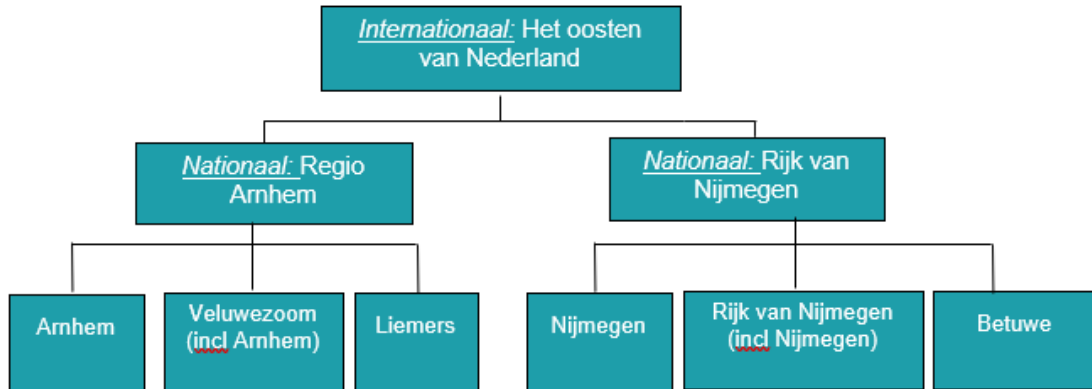 Internationaal: Het oosten
van Nederland
Nationaal: Regio
Arnhem
Nationaal: Rijk van
Nijmegen
Arnhem
Veluwezoom
(incl Arnhem)
Liemers
Nijmegen
Rijk van Nijmegen
(incl Nijmegen)
Betuwe